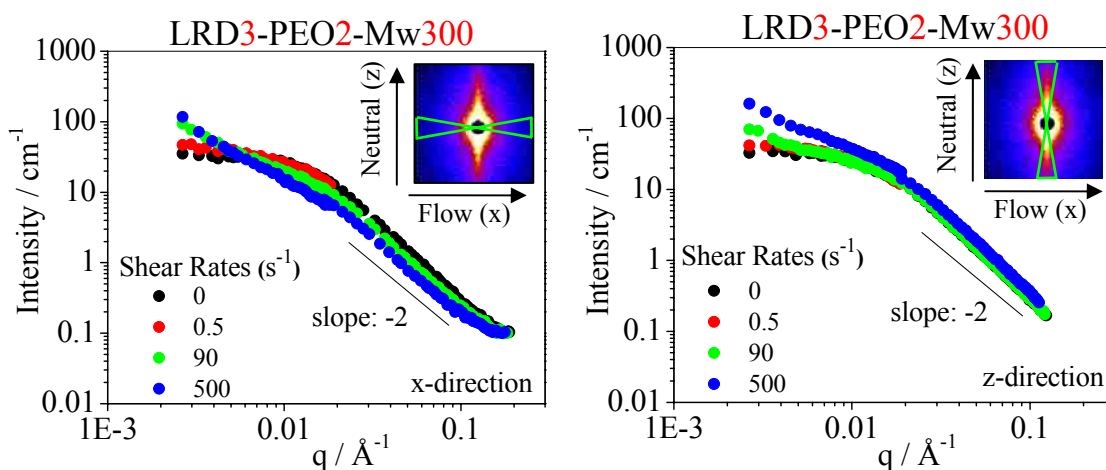 LRD3-PEO2-Mw300
1000
100
10
1
0.1
0.01
1E-3
0.01
0.1
Intensity / cm⁻¹
q / Å⁻¹
Neutral (z)
Flow (x)
Shear Rates (s⁻¹)
0
0.5
90
500
slope: -2
x-direction
LRD3-PEO2-Mw300
1000
100
10
1
0.1
0.01
1E-3
0.01
0.1
Intensity / cm⁻¹
q / Å⁻¹
Neutral (z)
Flow (x)
Shear Rates (s⁻¹)
0
0.5
90
500
slope: -2
z-direction